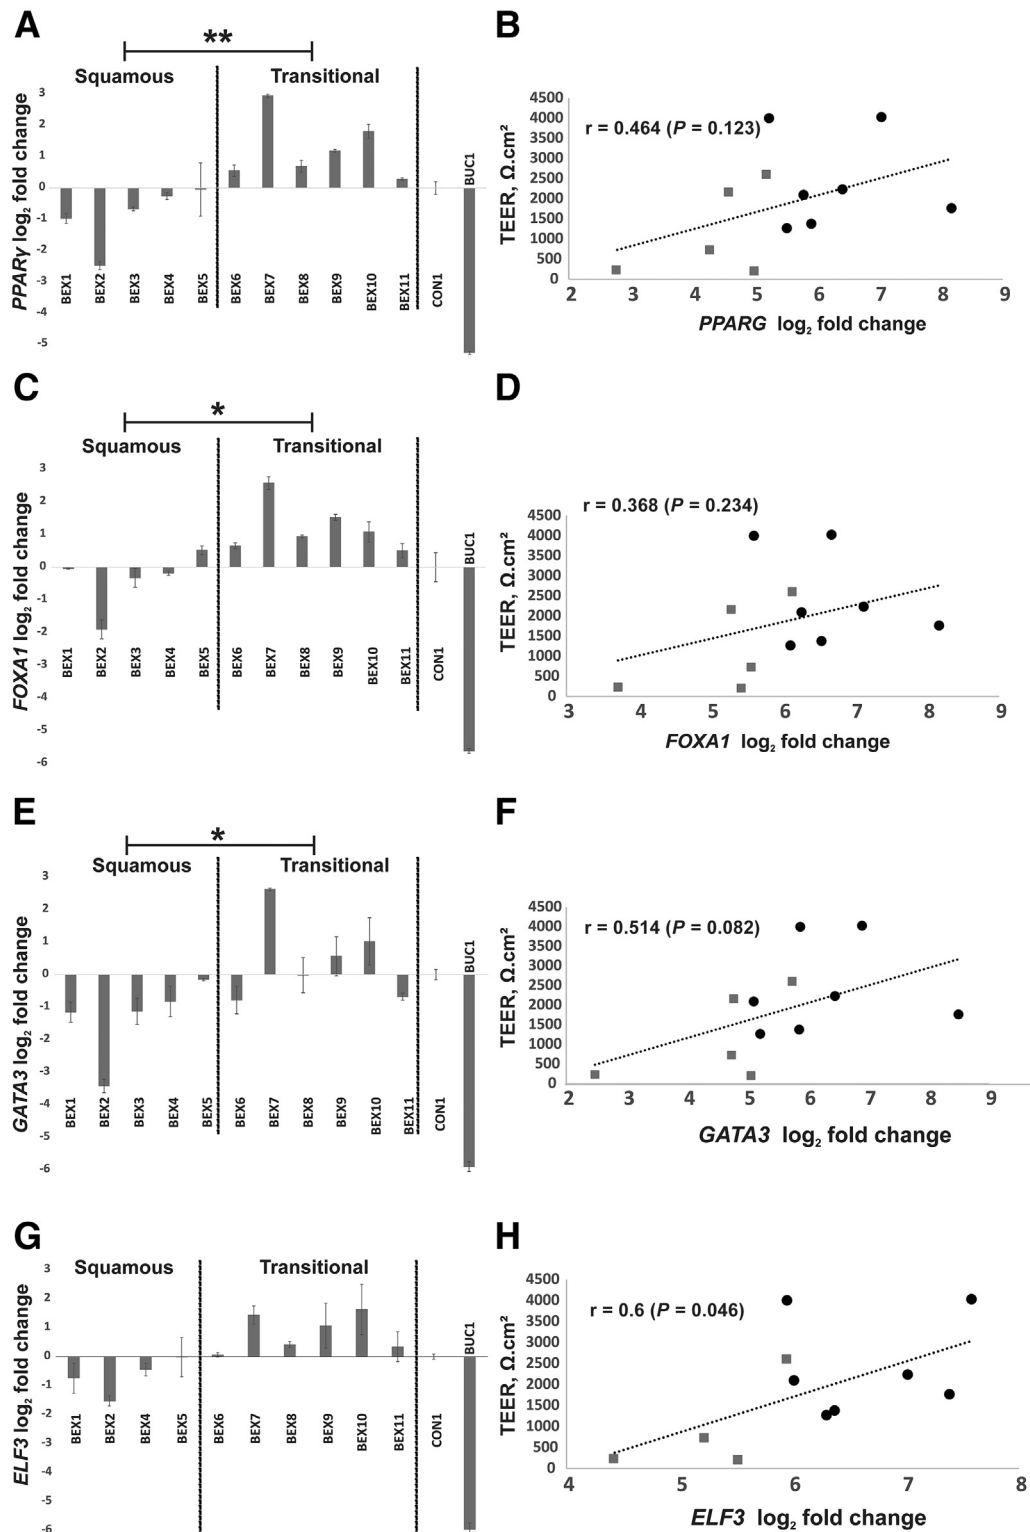 A
**
Squamous
Transitional
PPARγ log2 fold change
3
2
1
0
-1
-2
-3
-4
-5
BEX1
BEX2
BEX3
BEX4
BEX5
BEX6
BEX7
BEX8
BEX9
BEX10
BEX11
CON1
BUC1
B
r = 0.464 (P = 0.123)
TEER, Ω.cm²
4500
4000
3500
3000
2500
2000
1500
1000
500
0
2 3 4 5 6 7 8 9
PPARG log2 fold change
C
*
Squamous
Transitional
FOXA1 log2 fold change
3
2
1
0
-1
-2
-3
-4
-5
-6
BEX1
BEX2
BEX3
BEX4
BEX5
BEX6
BEX7
BEX8
BEX9
BEX10
BEX11
CON1
BUC1
D
r = 0.368 (P = 0.234)
TEER, Ω.cm²
4500
4000
3500
3000
2500
2000
1500
1000
500
0
3 4 5 6 7 8 9
FOXA1 log2 fold change
E
*
Squamous
Transitional
GATA3 log2 fold change
3
2
1
0
-1
-2
-3
-4
-5
-6
BEX1
BEX2
BEX3
BEX4
BEX5
BEX6
BEX7
BEX8
BEX9
BEX10
BEX11
CON1
BUC1
F
r = 0.514 (P = 0.082)
TEER, Ω.cm²
4500
4000
3500
3000
2500
2000
1500
1000
500
0
2 3 4 5 6 7 8 9
GATA3 log2 fold change
G
Squamous
Transitional
ELF3 log2 fold change
3
2
1
0
-1
-2
-3
-4
-5
-6
BEX1
BEX2
BEX4
BEX5
BEX6
BEX7
BEX8
BEX9
BEX10
BEX11
CON1
BUC1
H
r = 0.6 (P = 0.046)
TEER, Ω.cm²
4500
4000
3500
3000
2500
2000
1500
1000
500
0
4 5 6 7 8
ELF3 log2 fold change